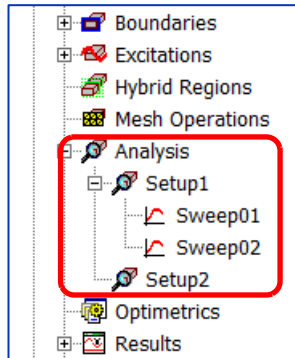 Boundaries
Excitations
Hybrid Regions
Mesh Operations
Analysis
Setup1
Sweep01
Sweep02
Setup2
Optimetrics
Results